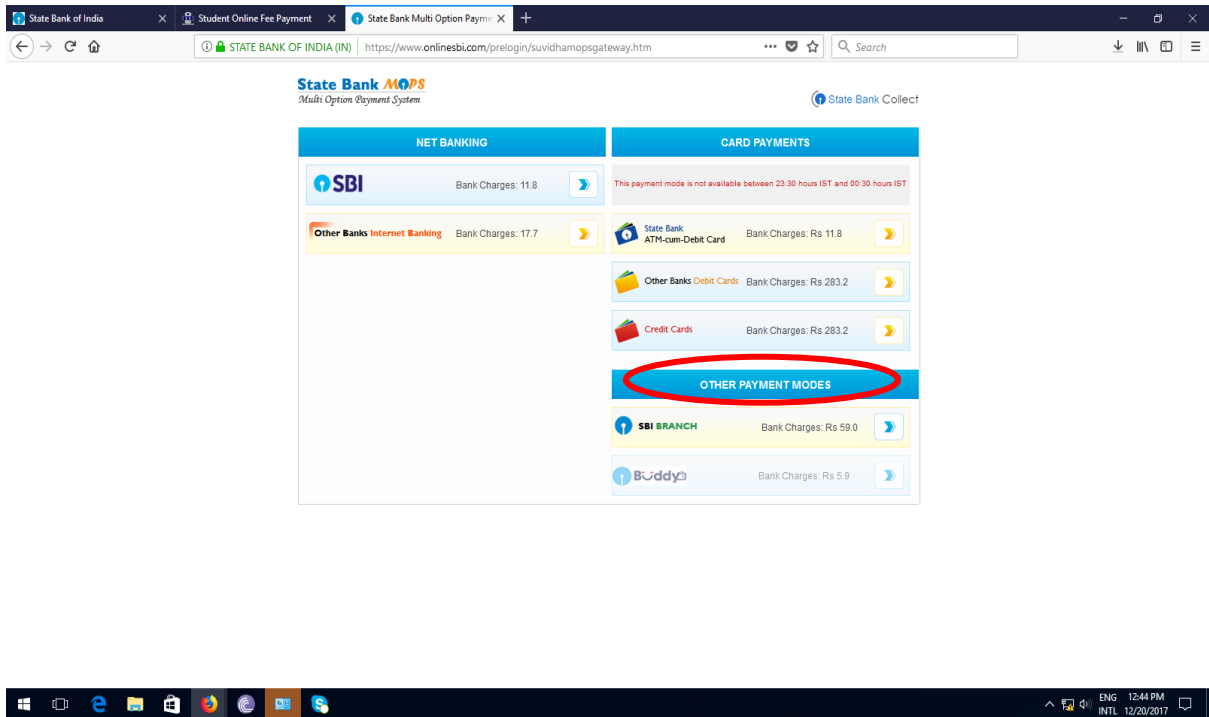 State Bank of India
Student Online Fee Payment
State Bank Multi Option Payme
STATE BANK OF INDIA (IN)
https://www.onlinesbi.com/prelogin/suvidhamopsgateway.htm
Search
State Bank MOPS
Multi Option Payment System
State Bank Collect
NET BANKING
SBI
Bank Charges: 11.8
Other Banks Internet Banking
Bank Charges: 17.7
CARD PAYMENTS
This payment mode is not available between 23:30 hours IST and 00:30 hours IST
State Bank
ATM-cum-Debit Card
Bank Charges: Rs 11.8
Other Banks Debit Cards
Bank Charges: Rs 283.2
Credit Cards
Bank Charges: Rs 283.2
OTHER PAYMENT MODES
SBI BRANCH
Bank Charges: Rs 59.0
Buddy
Bank Charges: Rs 5.9
ENG
INTL
12:44 PM
12/20/2017